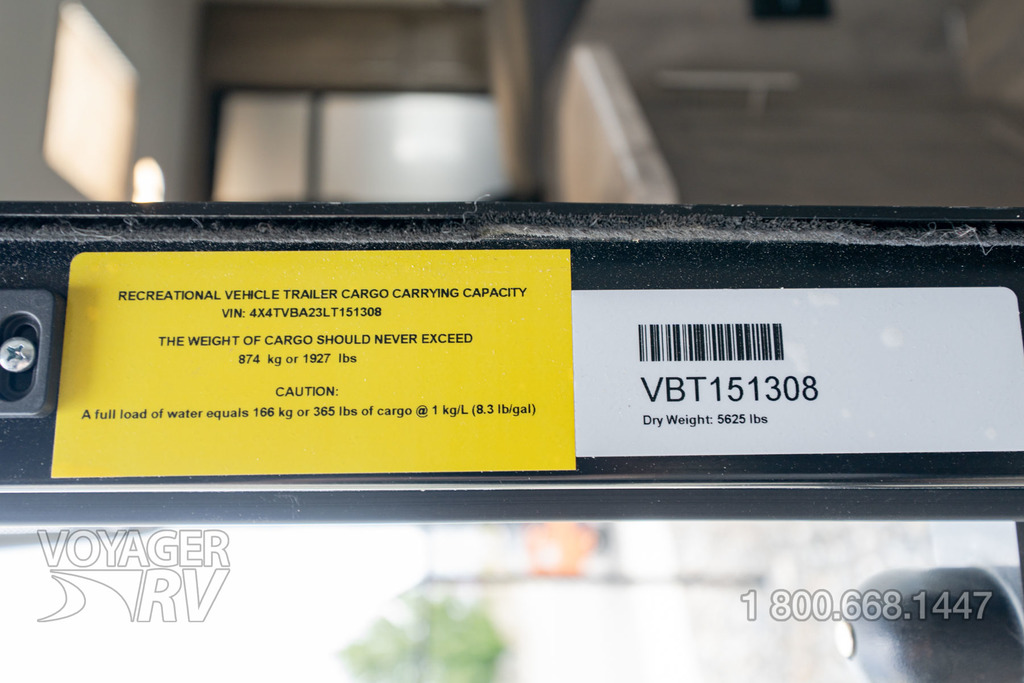 RECREATIONAL VEHICLE TRAILER CARGO CARRYING CAPACITY
VIN: 4X4TVBA23LT151308
THE WEIGHT OF CARGO SHOULD NEVER EXCEED
874 kg or 1927 lbs
CAUTION:
A full load of water equals 166 kg or 365 lbs of cargo @ 1 kg/L (8.3 lb/gal)
VBT151308
Dry Weight: 5625 lbs
VOYAGER
RV
1 800.668.1447